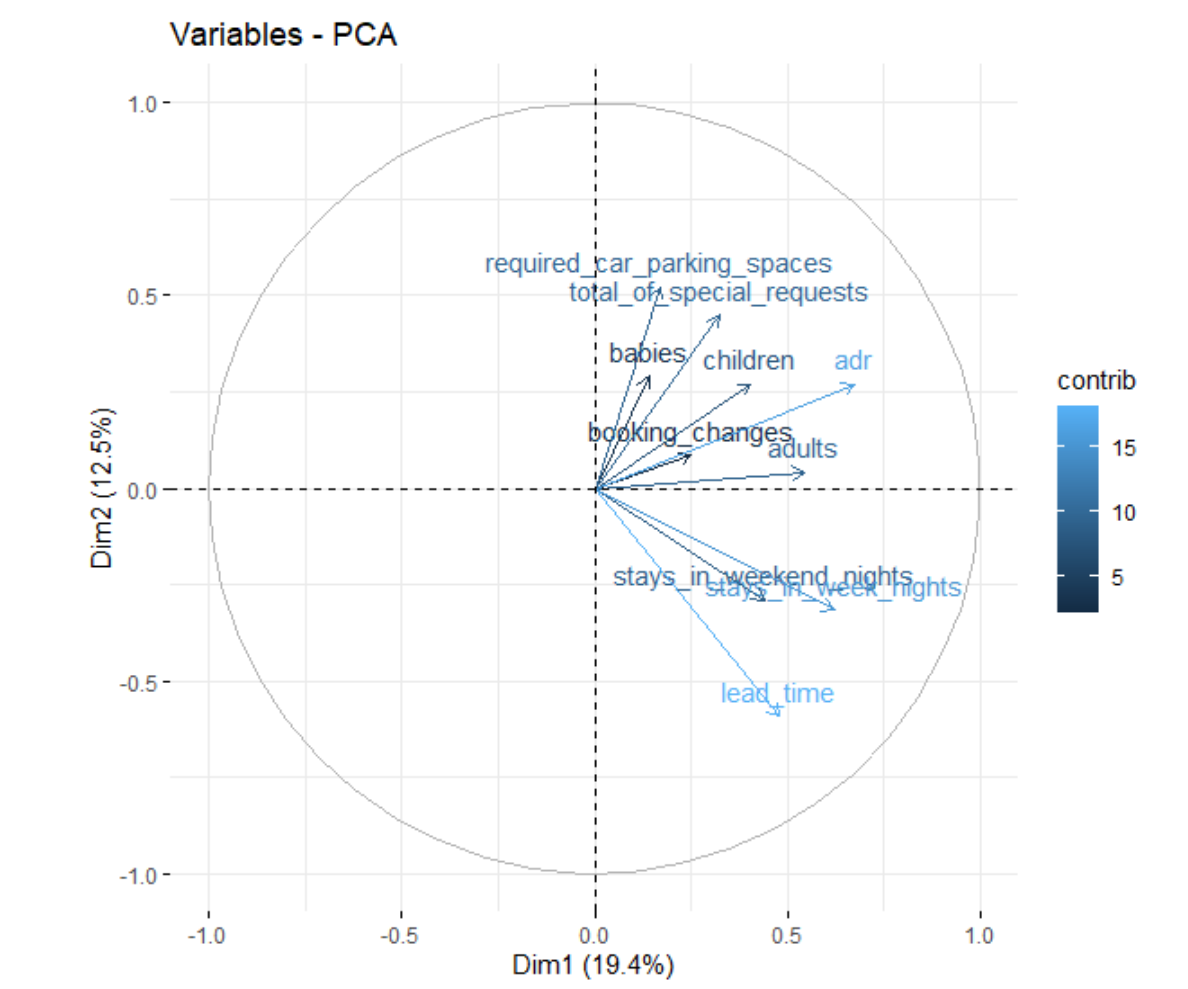 Variables - PCA
1.0
0.5
0.0
-0.5
-1.0
Dim2 (12.5%)
required_car_parking_spaces
total_of_special_requests
babies
children
adr
booking_changes
adults
stays_in_weekend_nights
stays_in_week_nights
lead_time
-1.0
-0.5
0.0
0.5
1.0
Dim1 (19.4%)
contrib
15
10
5